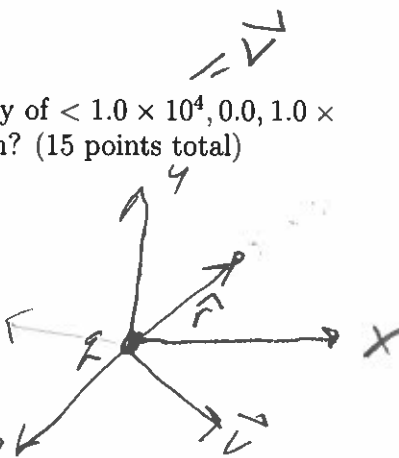 = V
y of < 1.0 × 10⁴, 0.0, 1.0 ×
n? (15 points total)
y
r̂
q
x
V